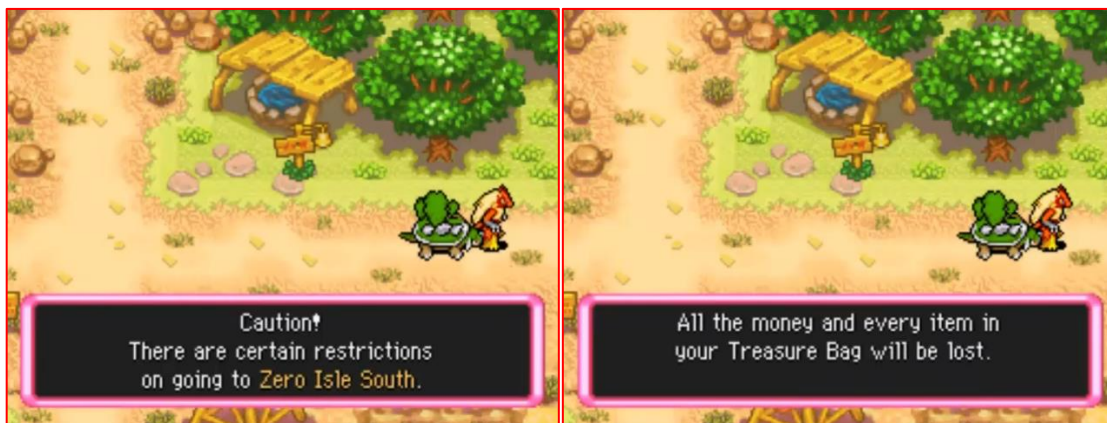 Caution!
There are certain restrictions
on going to Zero Isle South.
All the money and every item in
your Treasure Bag will be lost.